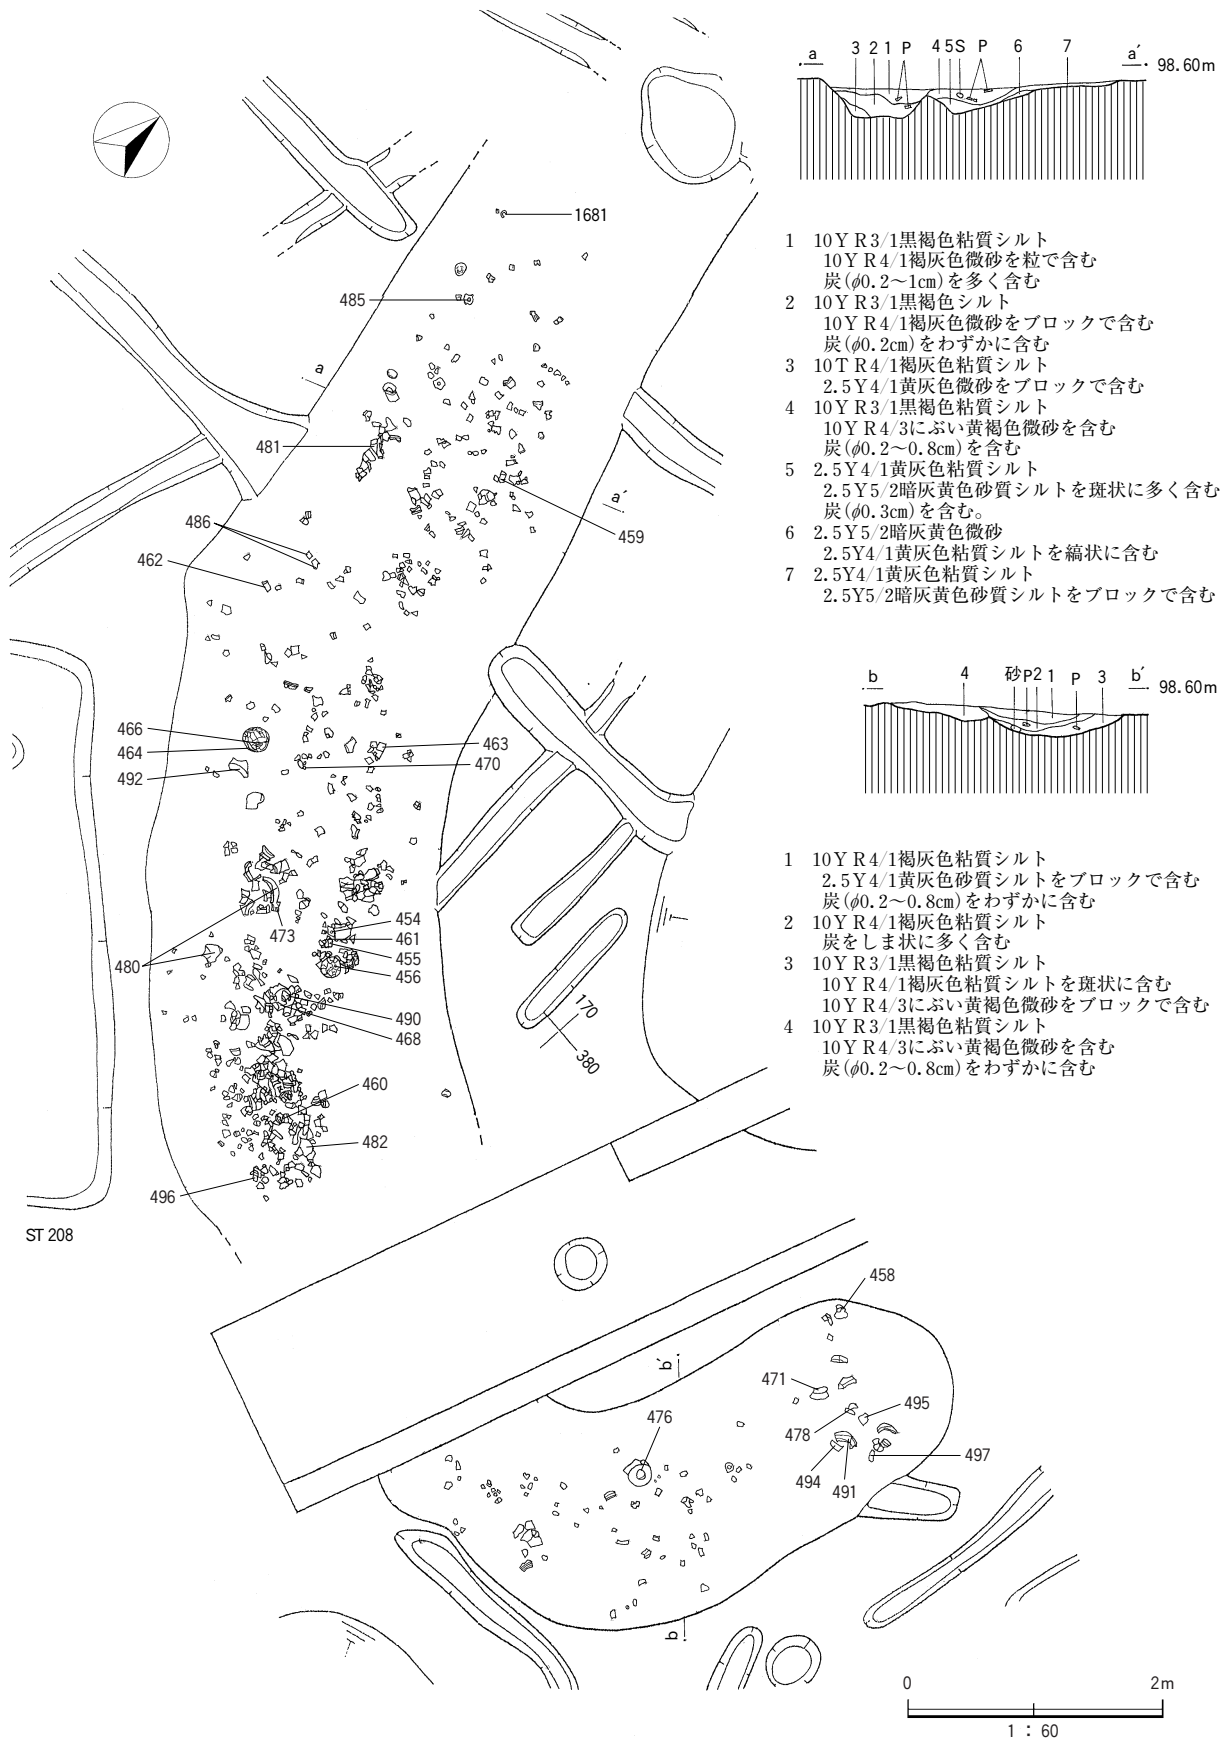 a 3 2 1 P 4 5 S P 6 7 a′ 98.60m
1 10YR3/1黒褐色粘質シルト
10YR4/1褐灰色微砂を粒で含む
炭(φ0.2～1cm)を多く含む
2 10YR3/1黒褐色シルト
10YR4/1褐灰色微砂をブロックで含む
炭(φ0.2cm)をわずかに含む
3 10TR4/1褐灰色粘質シルト
2.5Y4/1黄灰色微砂をブロックで含む
4 10YR3/1黒褐色粘質シルト
10YR4/3にぶい黄褐色微砂を含む
炭(φ0.2～0.8cm)を含む
5 2.5Y4/1黄灰色粘質シルト
2.5Y5/2暗灰黄色砂質シルトを斑状に多く含む
炭(φ0.3cm)を含む。
6 2.5Y5/2暗灰黄色微砂
2.5Y4/1黄灰色粘質シルトを縞状に含む
7 2.5Y4/1黄灰色粘質シルト
2.5Y5/2暗灰黄色砂質シルトをブロックで含む
b 4 砂 P 2 1 P 3 b′ 98.60m
1 10YR4/1褐灰色粘質シルト
2.5Y4/1黄灰色砂質シルトをブロックで含む
炭(φ0.2～0.8cm)をわずかに含む
2 10YR4/1褐灰色粘質シルト
炭をしま状に多く含む
3 10YR3/1黒褐色粘質シルト
10YR4/1褐灰色粘質シルトを斑状に含む
10YR4/3にぶい黄褐色微砂をブロックで含む
4 10YR3/1黒褐色粘質シルト
10YR4/3にぶい黄褐色微砂を含む
炭(φ0.2～0.8cm)をわずかに含む
1681
485
a
481
a′
459
486
462
466
464
492
463
470
473
480
454
461
455
456
490
468
170
380
460
482
496
ST 208
458
b′
471
495
476
478
497
494
491
b
0 2m
1：60